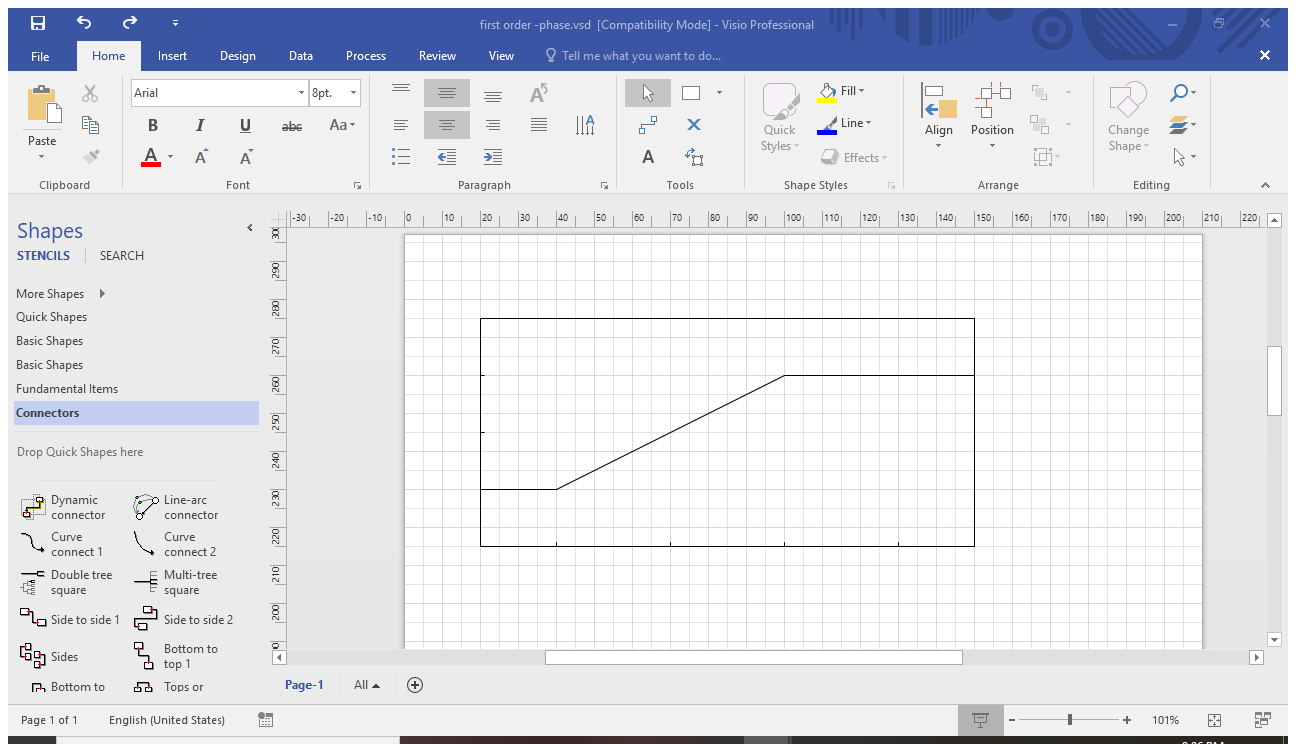 first order -phase.vsd [Compatibility Mode] - Visio Professional
File Home Insert Design Data Process Review View Tell me what you want to do...
Arial 8pt.
Paste
B I U abc Aa
A A A
A
Quick Styles
Fill
Line
Effects
Align Position
Change Shape
Clipboard Font Paragraph Tools Shape Styles Arrange Editing
-30 -20 -10 0 10 20 30 40 50 60 70 80 90 100 110 120 130 140 150 160 170 180 190 200 210 220
290
280
270
260
250
240
230
220
210
200
Shapes
STENCILS SEARCH
More Shapes
Quick Shapes
Basic Shapes
Basic Shapes
Fundamental Items
Connectors
Drop Quick Shapes here
Dynamic connector Line-arc connector
Curve connect 1 Curve connect 2
Double tree square Multi-tree square
Side to side 1 Side to side 2
Sides Bottom to top 1
Bottom to Tops or
Page-1 All
Page 1 of 1 English (United States) 101%